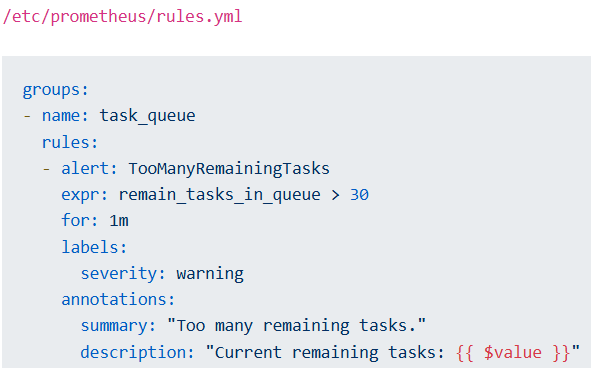 /etc/prometheus/rules.yml
groups:
- name: task_queue
  rules:
  - alert: TooManyRemainingTasks
    expr: remain_tasks_in_queue > 30
    for: 1m
    labels:
      severity: warning
    annotations:
      summary: "Too many remaining tasks."
      description: "Current remaining tasks: {{ $value }}"